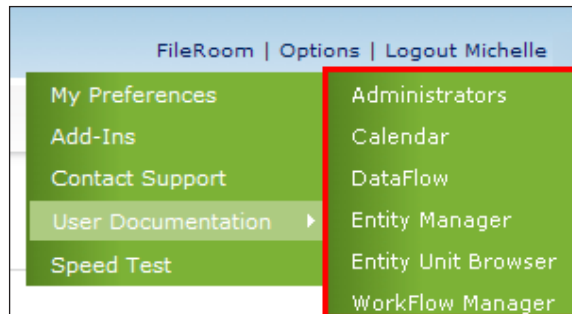 FileRoom | Options | Logout Michelle
My Preferences
Add-Ins
Contact Support
User Documentation
Speed Test
Administrators
Calendar
DataFlow
Entity Manager
Entity Unit Browser
WorkFlow Manager